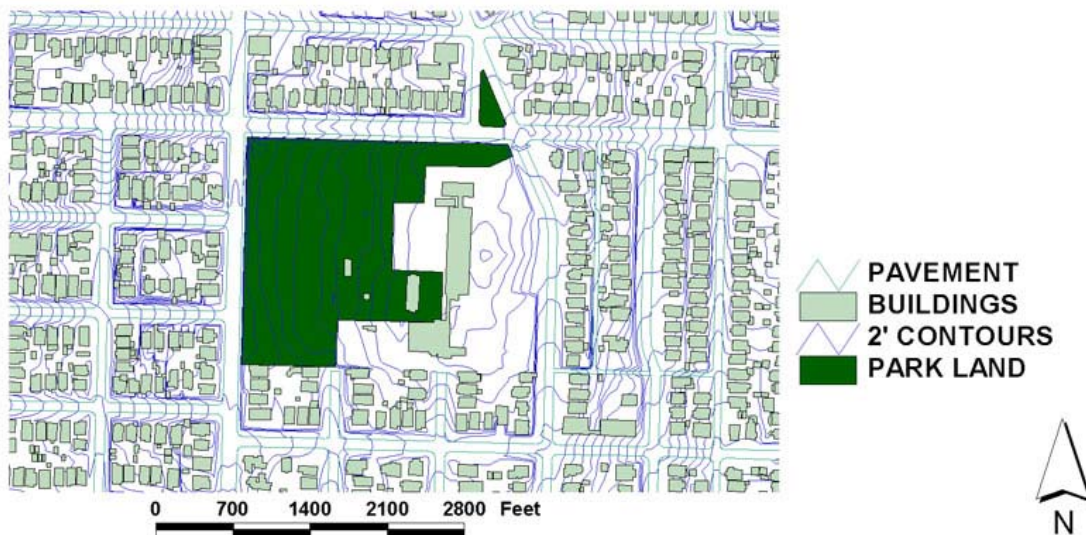 PAVEMENT
BUILDINGS
2' CONTOURS
PARK LAND
0 700 1400 2100 2800 Feet
N